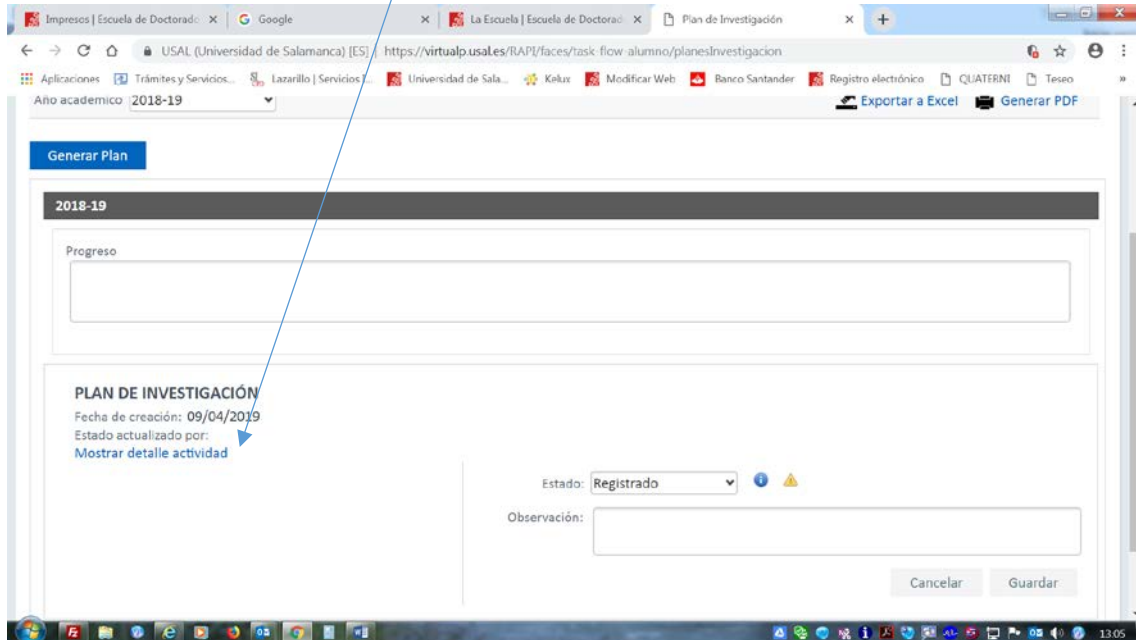 Impresos | Escuela de Doctorado
Google
La Escuela | Escuela de Doctorad
Plan de Investigación
USAL (Universidad de Salamanca) [ES] | https://virtualp.usal.es/RAPI/faces/task-flow-alumno/planesInvestigacion
Aplicaciones Trámites y Servicios... Lazarillo | Servicios I... Universidad de Sala... Kelux Modificar Web Banco Santander Registro electrónico QUATERNI Teseo »
Año académico 2018-19 Exportar a Excel Generar PDF
Generar Plan
2018-19
Progreso
PLAN DE INVESTIGACIÓN
Fecha de creación: 09/04/2019
Estado actualizado por:
Mostrar detalle actividad
Estado: Registrado
Observación:
Cancelar Guardar
13:05